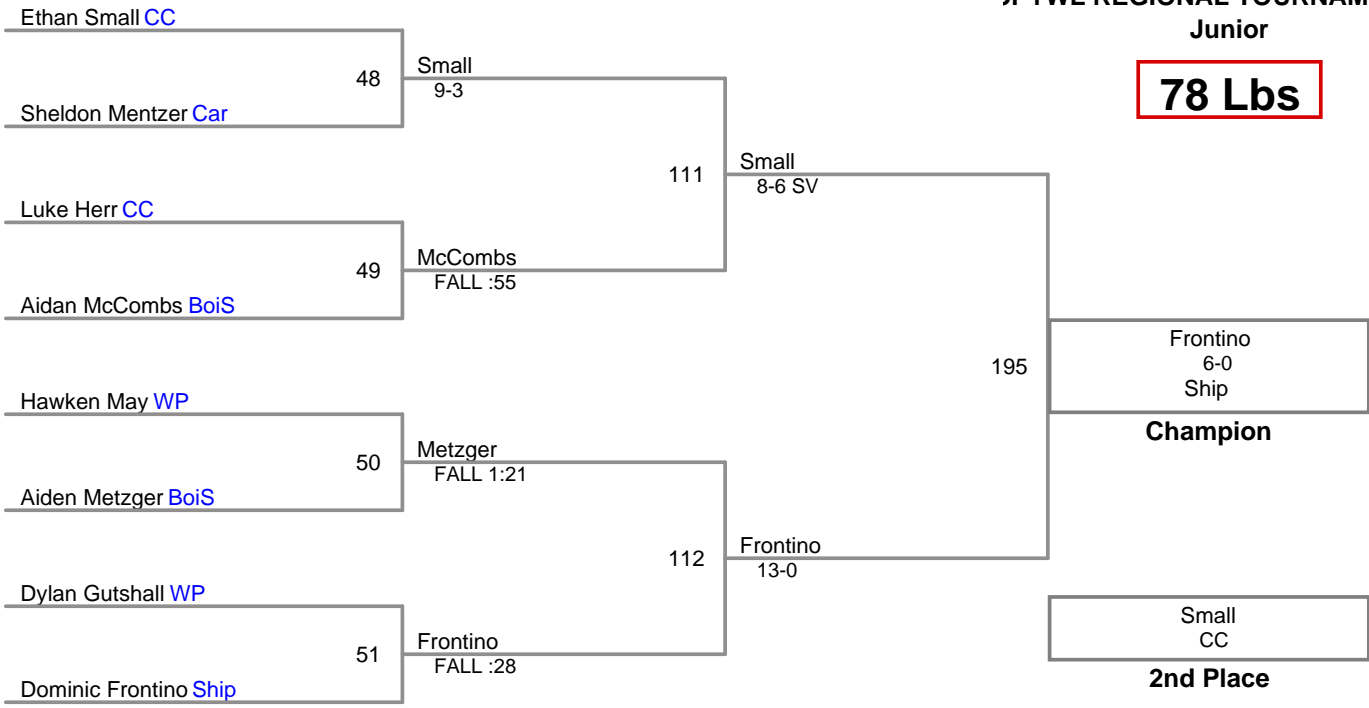 Ethan Small CC
TWL REGIONAL TOURNAM
Junior
78 Lbs
48
Small
9-3
Sheldon Mentzer Car
111
Small
8-6 SV
Luke Herr CC
49
McCombs
FALL :55
Aidan McCombs BoiS
195
Frontino
6-0
Ship
Champion
Hawken May WP
50
Metzger
FALL 1:21
Aiden Metzger BoiS
112
Frontino
13-0
Dylan Gutshall WP
51
Frontino
FALL :28
Dominic Frontino Ship
Small
CC
2nd Place